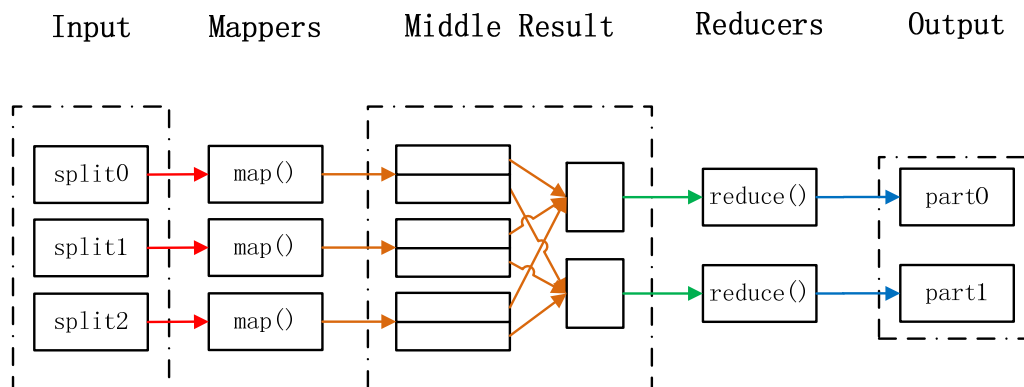 Input Mappers Middle Result Reducers Output
split0 map()
split1 map()
split2 map()
reduce() part0
reduce() part1